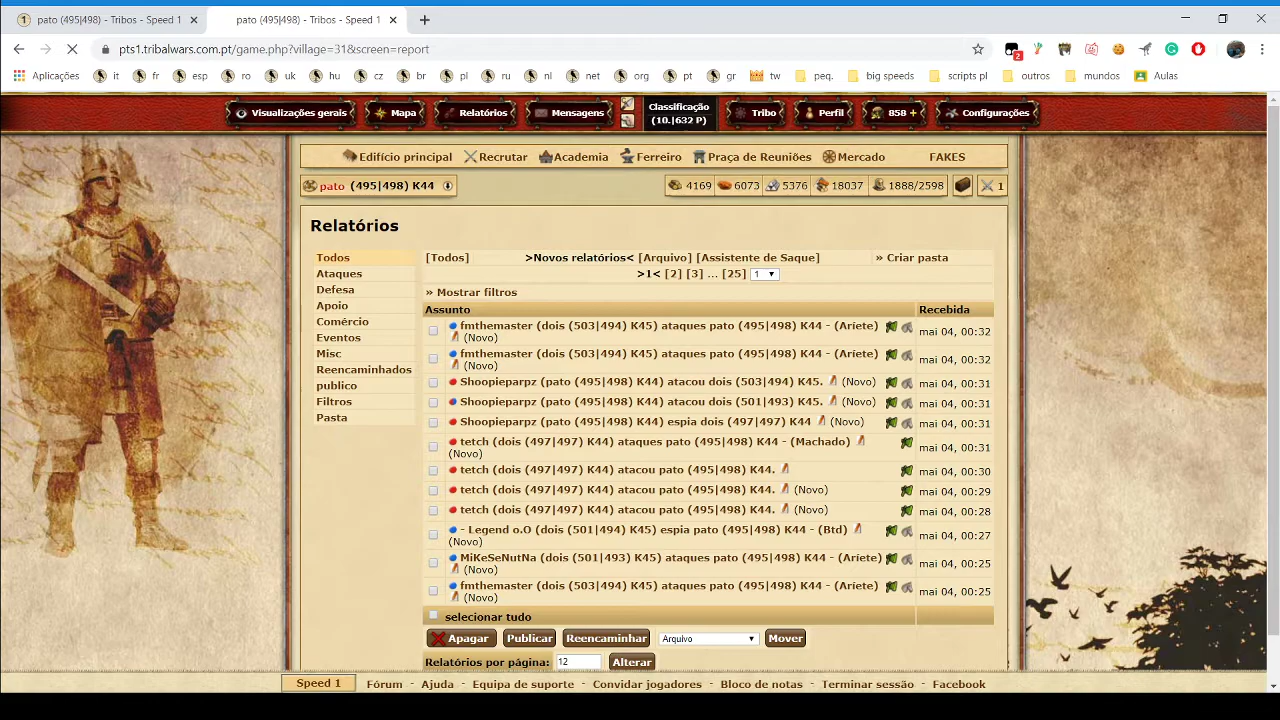 pato (495|498) - Tribos - Speed 1
pato (495|498) - Tribos - Speed 1
pts1.tribalwars.com.pt/game.php?village=31&screen=report
2
Aplicações it fr esp ro uk hu cz br pl ru nl net org pt gr tw peq. big speeds scripts pl outros mundos Aulas
Visualizações gerais Mapa Relatórios Mensagens Classificação (10.|632 P) Tribo Perfil 858 + Configurações
Edifício principal Recrutar Academia Ferreiro Praça de Reuniões Mercado FAKES
pato (495|498) K44 4169 6073 5376 18037 1888/2598 1
Relatórios
Todos
Ataques
Defesa
Apoio
Comércio
Eventos
Misc
Reencaminhados
publico
Filtros
Pasta
[Todos] >Novos relatórios< [Arquivo] [Assistente de Saque] » Criar pasta
>1< [2] [3] ... [25] 1
» Mostrar filtros
Assunto Recebida
fmthemaster (dois (503|494) K45) ataques pato (495|498) K44 - (Ariete)
(Novo) mai 04, 00:32
fmthemaster (dois (503|494) K45) ataques pato (495|498) K44 - (Ariete)
(Novo) mai 04, 00:32
Shoopieparpz (pato (495|498) K44) atacou dois (503|494) K45. (Novo) mai 04, 00:31
Shoopieparpz (pato (495|498) K44) atacou dois (501|493) K45. (Novo) mai 04, 00:31
Shoopieparpz (pato (495|498) K44) espia dois (497|497) K44 (Novo) mai 04, 00:31
tetch (dois (497|497) K44) ataques pato (495|498) K44 - (Machado)
(Novo) mai 04, 00:31
tetch (dois (497|497) K44) atacou pato (495|498) K44. mai 04, 00:30
tetch (dois (497|497) K44) atacou pato (495|498) K44. (Novo) mai 04, 00:29
tetch (dois (497|497) K44) atacou pato (495|498) K44. (Novo) mai 04, 00:28
- Legend o.O (dois (501|494) K45) espia pato (495|498) K44 - (Btd)
(Novo) mai 04, 00:27
MiKeSeNutNa (dois (501|493) K45) ataques pato (495|498) K44 - (Ariete)
(Novo) mai 04, 00:25
fmthemaster (dois (503|494) K45) ataques pato (495|498) K44 - (Ariete)
(Novo) mai 04, 00:25
selecionar tudo
Apagar Publicar Reencaminhar Arquivo Mover
Relatórios por página: 12 Alterar
Speed 1 Fórum - Ajuda - Equipa de suporte - Convidar jogadores - Bloco de notas - Terminar sessão - Facebook